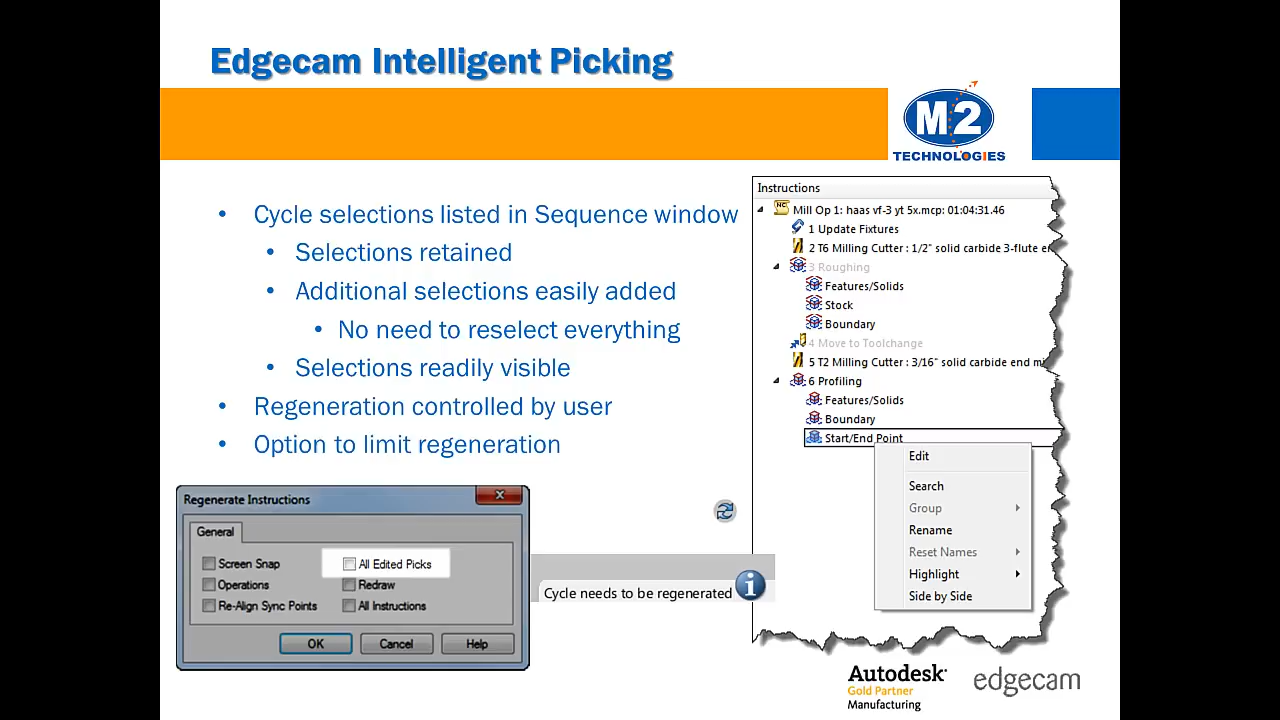 Edgecam Intelligent Picking
M2
TECHNOLOGIES
• Cycle selections listed in Sequence window
• Selections retained
• Additional selections easily added
• No need to reselect everything
• Selections readily visible
• Regeneration controlled by user
• Option to limit regeneration
Instructions
Mill Op 1: haas vf-3 yt 5x.mcp: 01:04:31.46
1 Update Fixtures
2 T6 Milling Cutter : 1/2" solid carbide 3-flute
3 Roughing
Features/Solids
Stock
Boundary
4 Move to Toolchange
5 T2 Milling Cutter : 3/16" solid carbide end
6 Profiling
Features/Solids
Boundary
Start/End Point
Edit
Search
Group
Rename
Reset Names
Highlight
Side by Side
Regenerate Instructions
General
Screen Snap
All Edited Picks
Operations
Redraw
Re-Align Sync Points
All Instructions
OK
Cancel
Help
Cycle needs to be regenerated
Autodesk®
Gold Partner
Manufacturing
edgecam